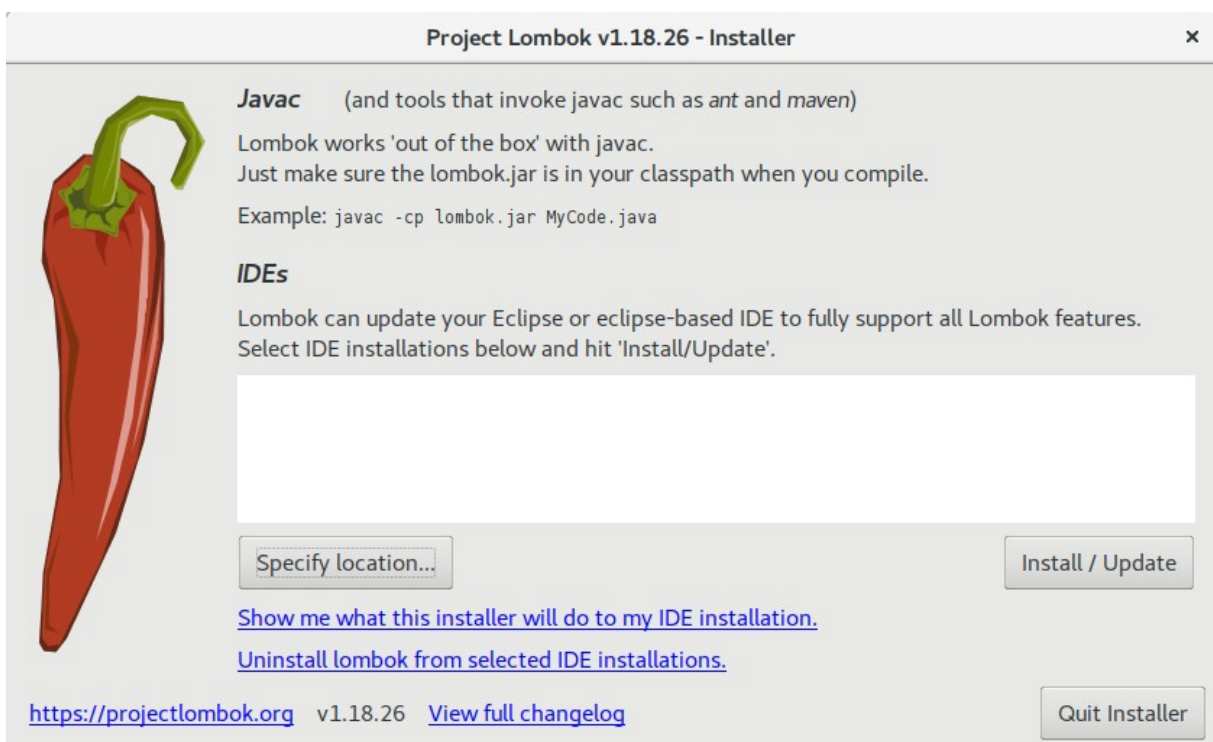 Project Lombok v1.18.26 - Installer
×
Javac (and tools that invoke javac such as ant and maven)
Lombok works 'out of the box' with javac.
Just make sure the lombok.jar is in your classpath when you compile.
Example: javac -cp lombok.jar MyCode.java
IDEs
Lombok can update your Eclipse or eclipse-based IDE to fully support all Lombok features.
Select IDE installations below and hit 'Install/Update'.
Specify location... Install / Update
Show me what this installer will do to my IDE installation.
Uninstall lombok from selected IDE installations.
https://projectlombok.org v1.18.26 View full changelog Quit Installer